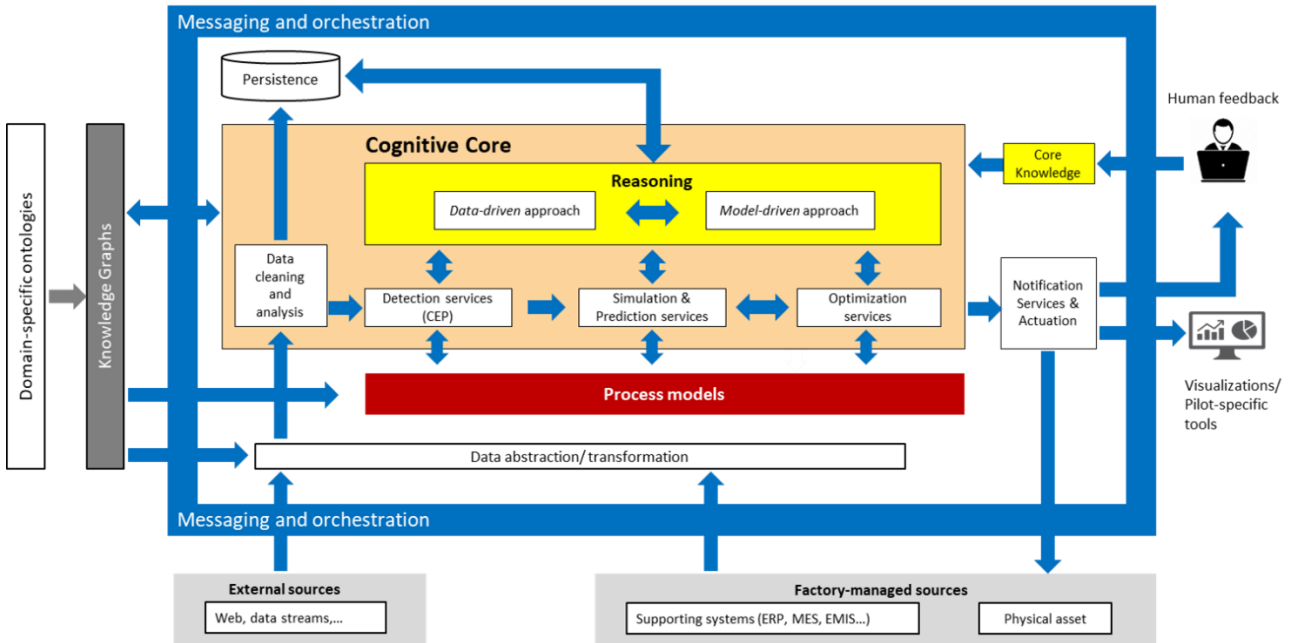 Messaging and orchestration
Persistence
Human feedback
Cognitive Core
Core
Knowledge
Reasoning
Data-driven approach
Model-driven approach
Domain-specific ontologies
Knowledge Graphs
Data
cleaning
and
analysis
Detection services
(CEP)
Simulation &
Prediction services
Optimization
services
Notification
Services &
Actuation
Visualizations/
Pilot-specific
tools
Process models
Data abstraction/ transformation
Messaging and orchestration
External sources
Web, data streams,...
Factory-managed sources
Supporting systems (ERP, MES, EMIS...)
Physical asset